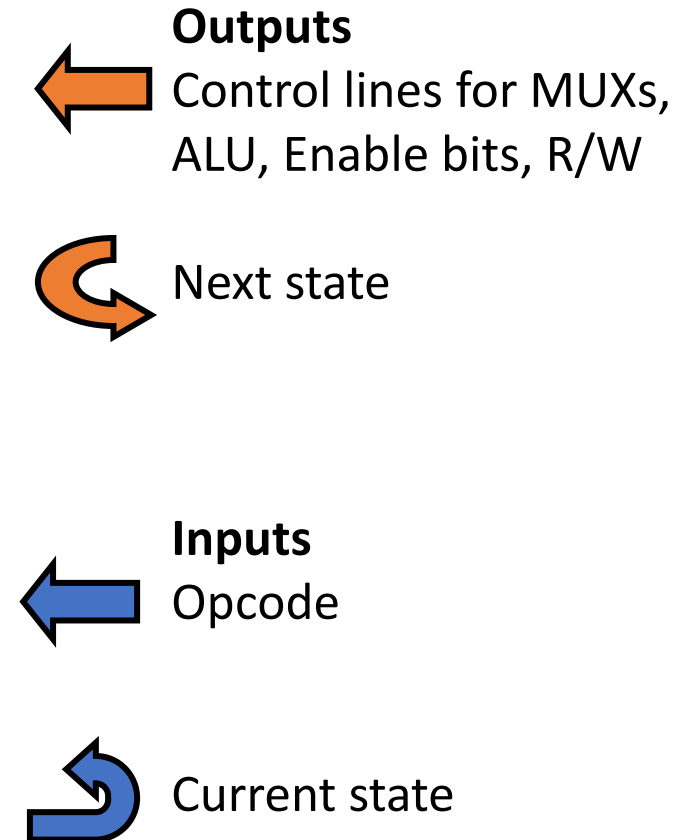 Outputs
Control lines for MUXs,
ALU, Enable bits, R/W
Next state
Inputs
Opcode
Current state